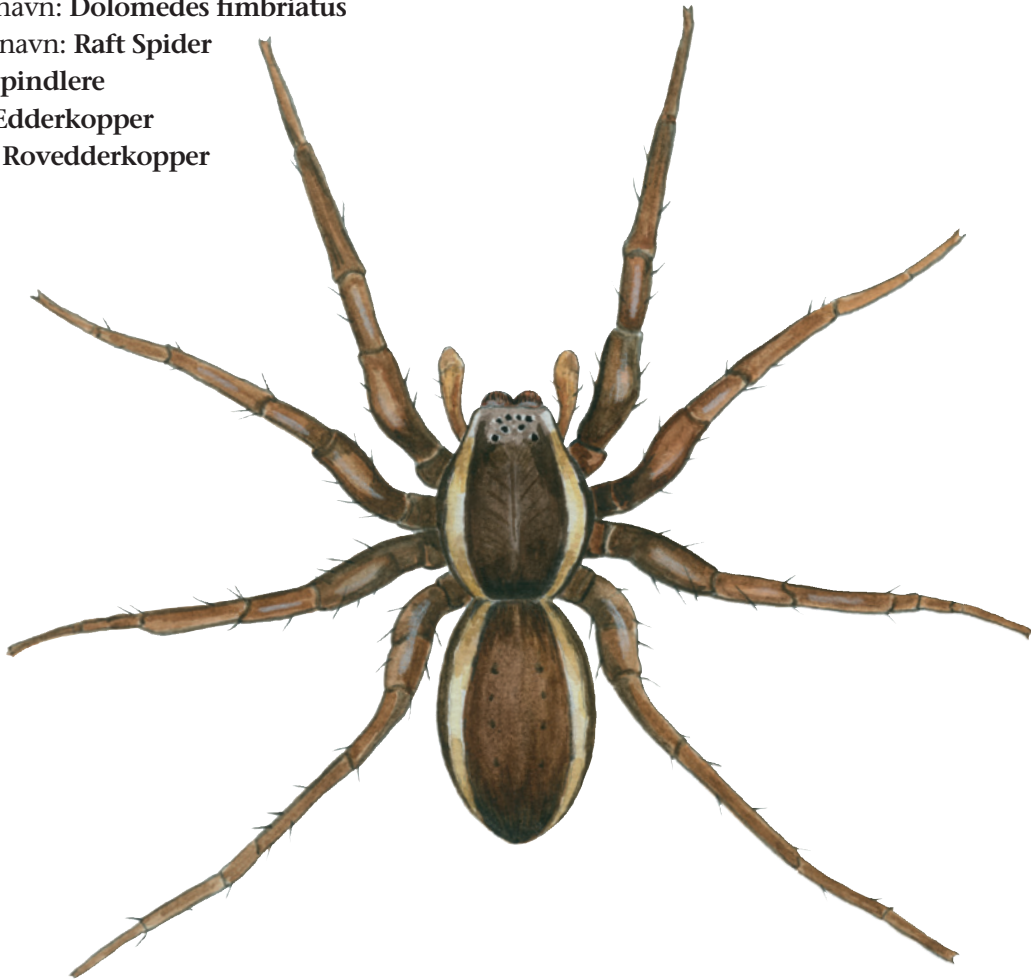 navn: Dolomedes fimbriatus
navn: Raft Spider
pindlere
Edderkopper
Rovedderkopper